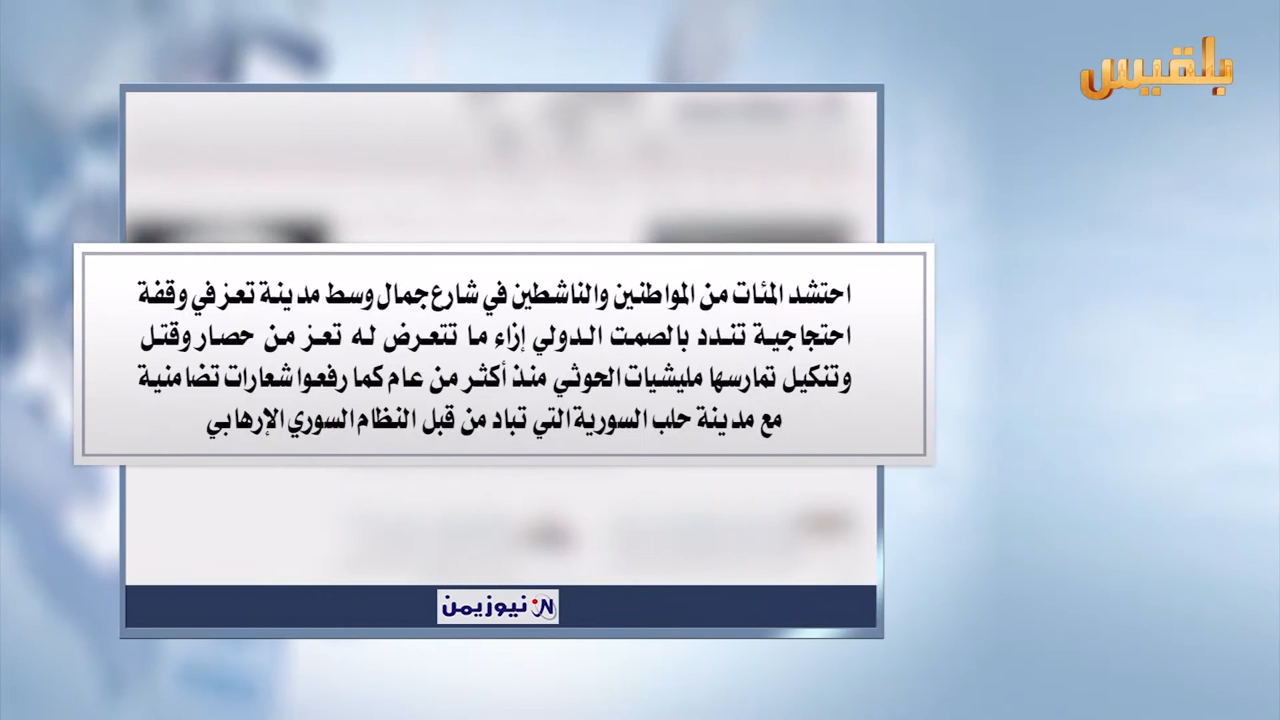 بلقيس
احتشد المئات من المواطنين والناشطين في شارع جمال وسط مدينة تعز في وقفة
احتجاجية تندد بالصمت الدولي إزاء ما تتعرض له تعز من حصار وقتل
وتنكيل تمارسها مليشيات الحوثي منذ أكثر من عام كما رفعوا شعارات تضامنية
مع مدينة حلب السورية التي تباد من قبل النظام السوري الإرهابي
نيوزيمن